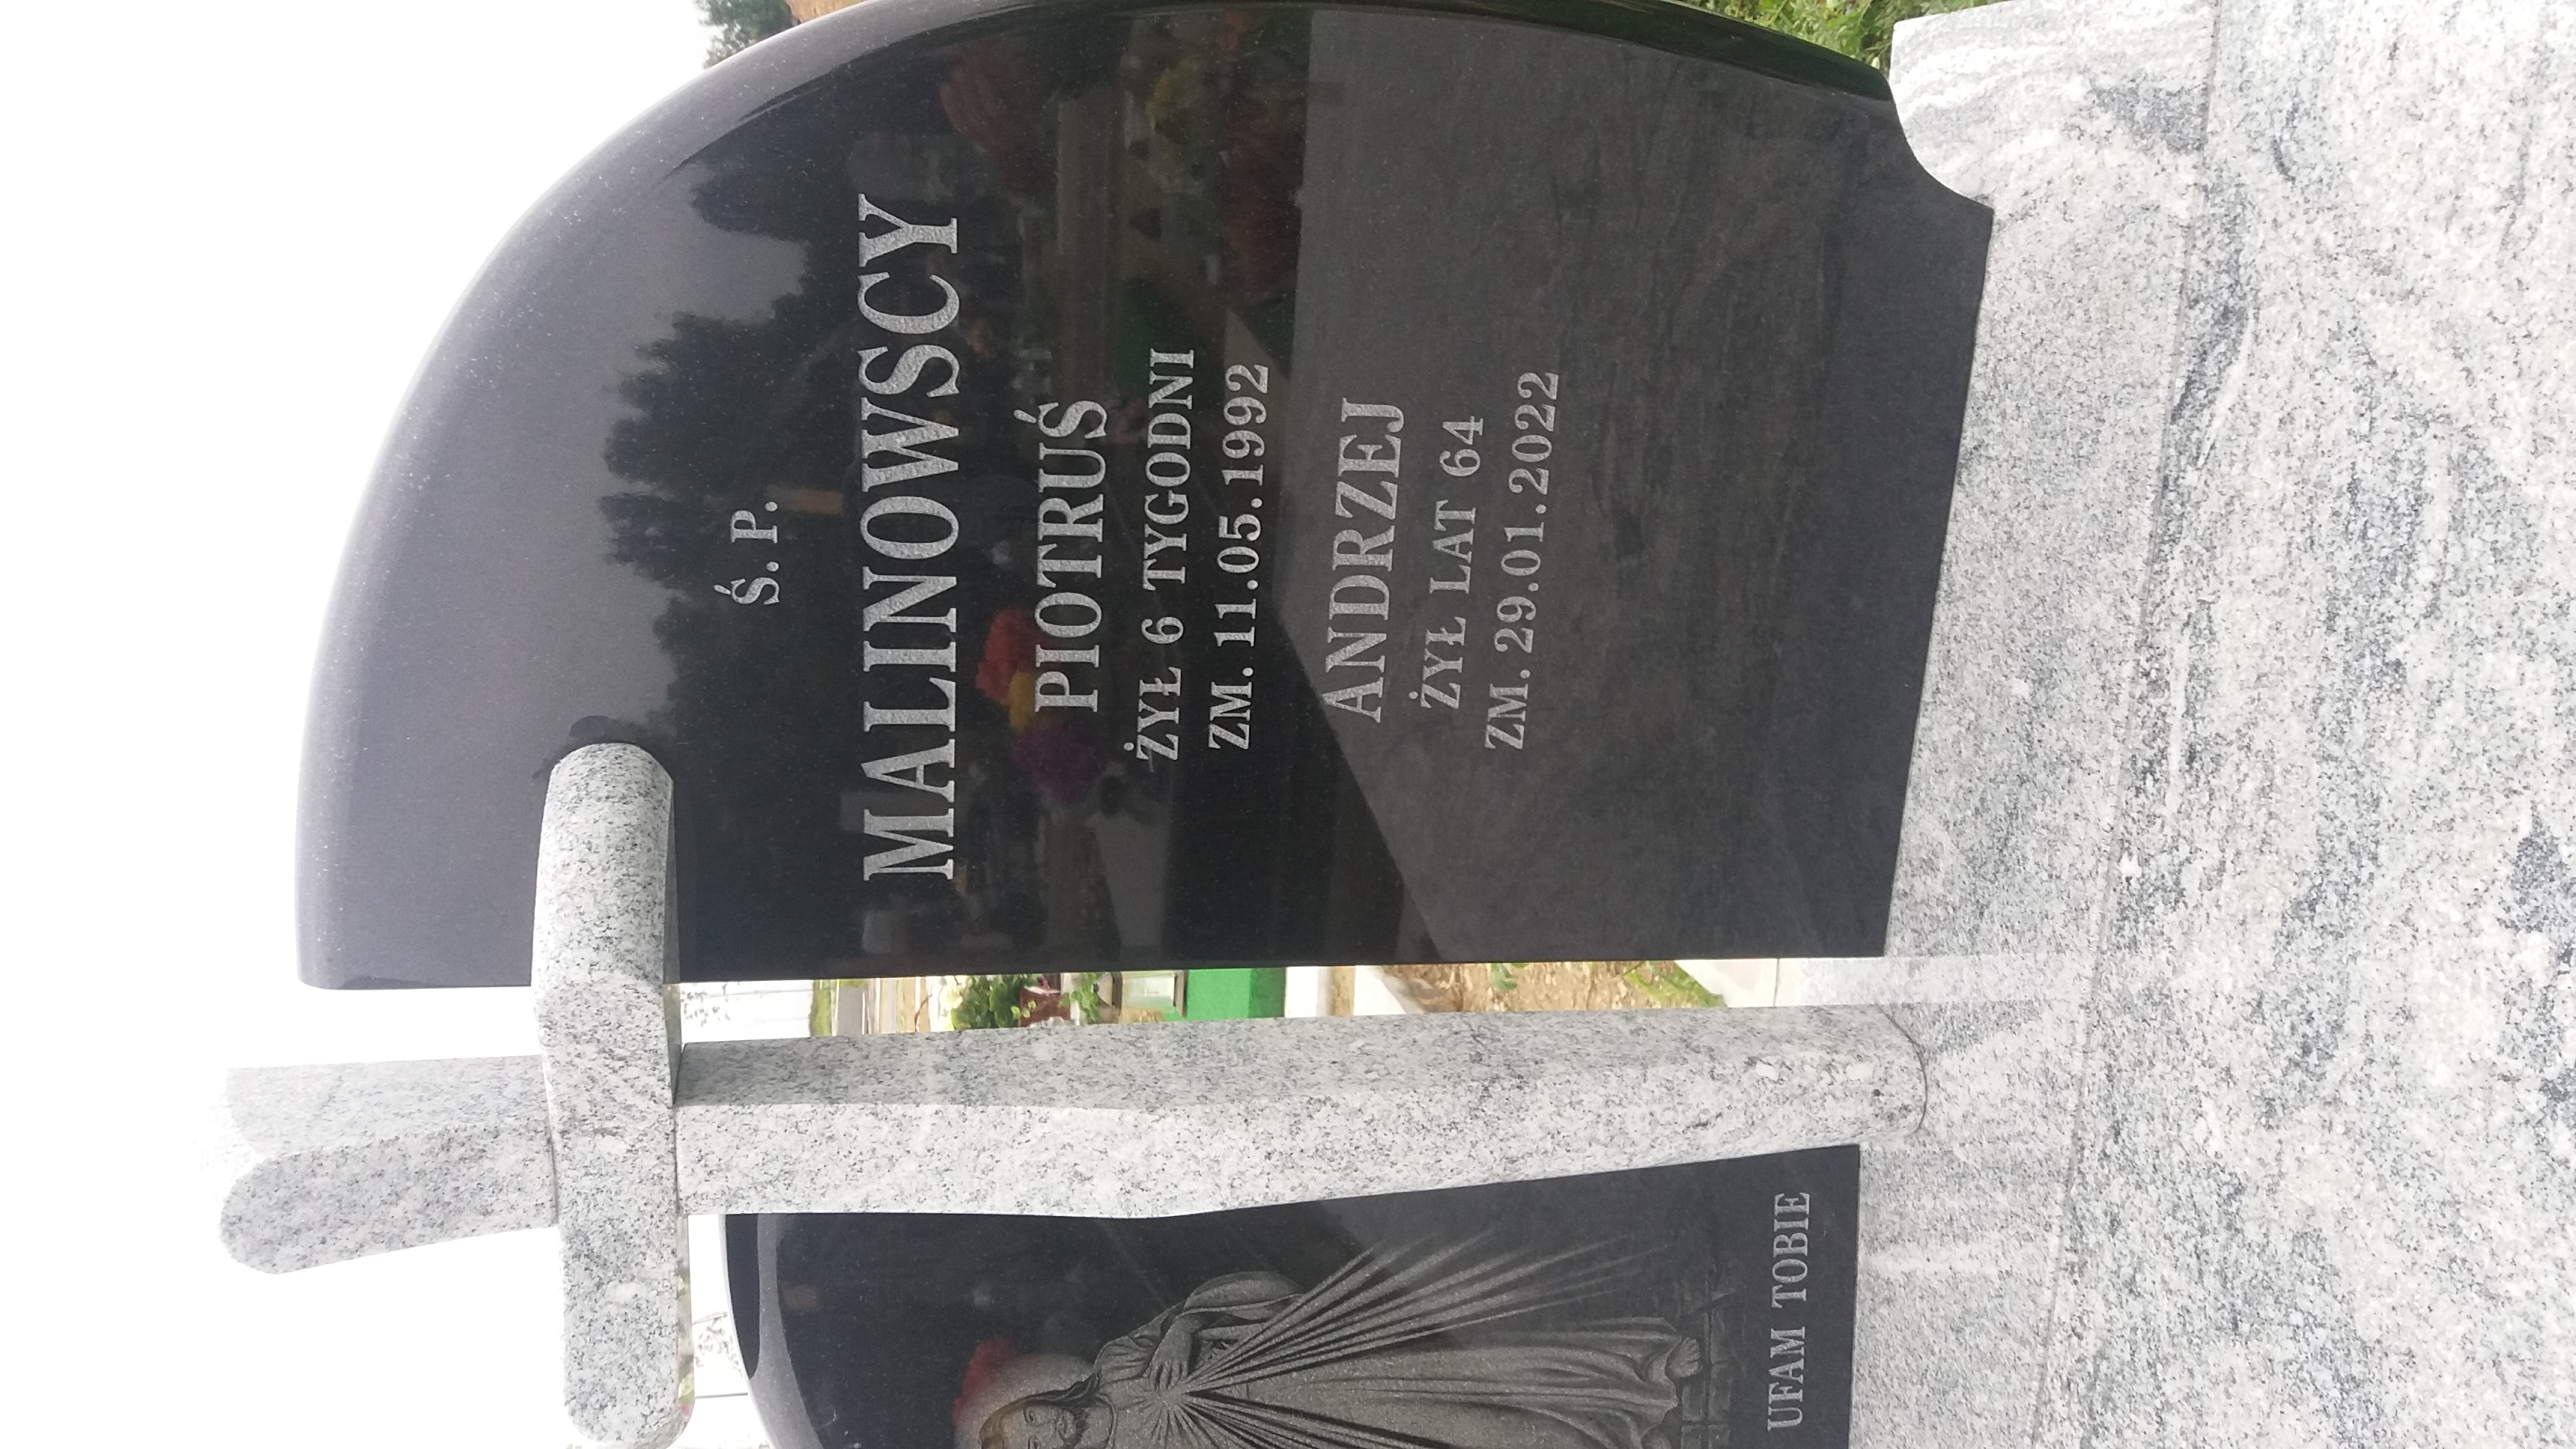 Ś. P.
MALINOWSCY
PIOTRUŚ
ŻYŁ 6 TYGODNI
ZM. 11.05.1992
ANDRZEJ
ŻYŁ LAT 64
ZM. 29.01.2022
UFAM TOBIE